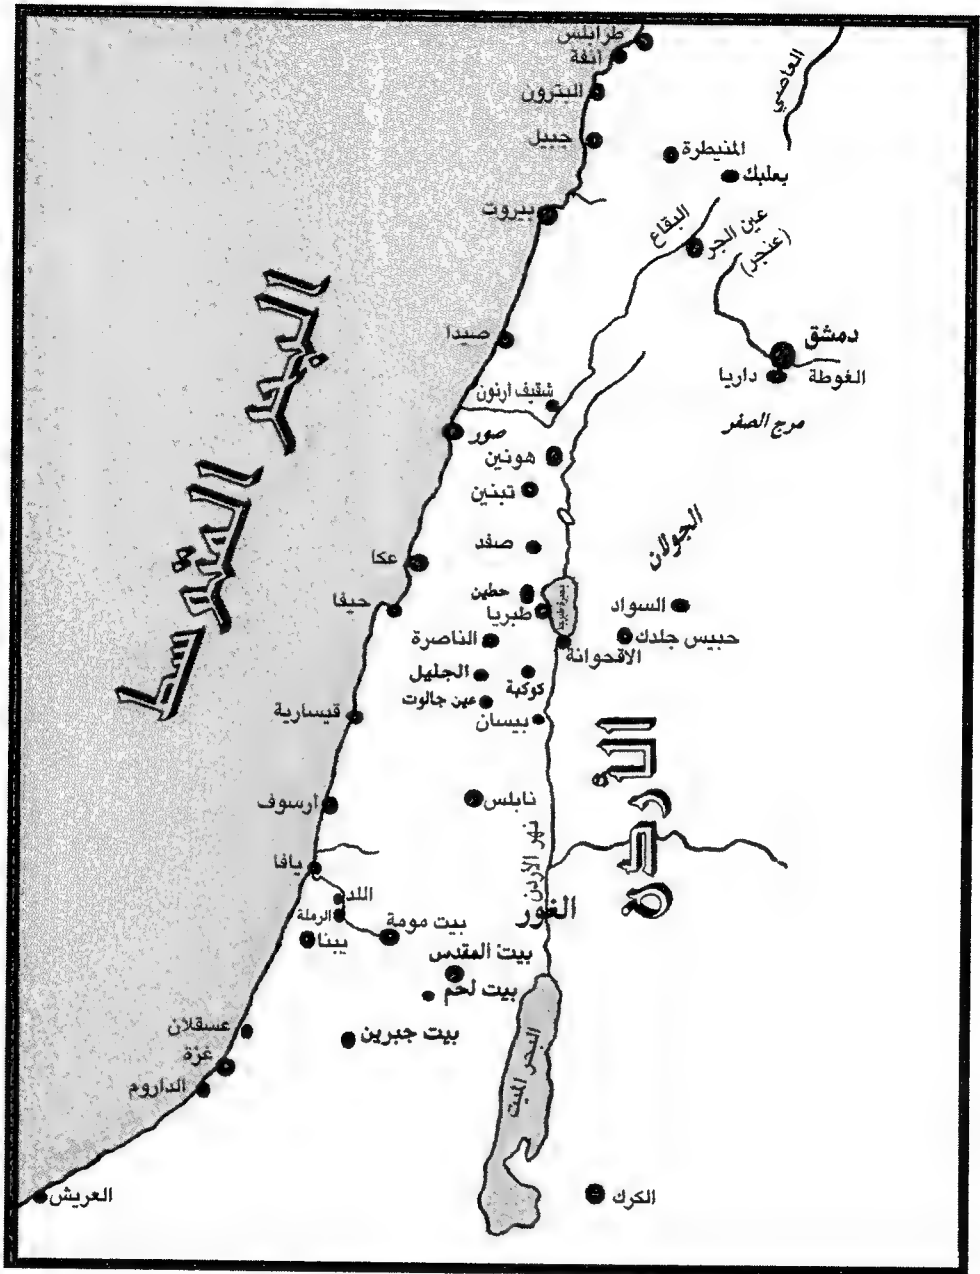 طرابلس
أنفة
البترون
العاصي
جبيل
المنيطرة
بعلبك
بيروت
البقاع
عين الجر
(عنجر)
صيدا
دمشق
داريا
الغوطة
شقيف أرنون
مرج الصفر
صور
هونين
تبنين
البحر
المتوسط
صفد
الجولان
عكا
حطين
بحيرة طبرية
حيفا
طبريا
السواد
الناصرة
حبيس جلدك
الاقحوانة
الجليل
كوكبة
عين جالوت
قيسارية
بيسان
الأردن
أرسوف
نابلس
نهر الأردن
يافا
اللد
الرملة
الغور
بيت مومة
يبنا
بيت المقدس
بيت لحم
عسقلان
بيت جبرين
غزة
البحر الميت
الداروم
العريش
الكرك